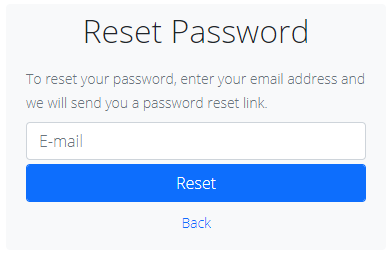 Reset Password
To reset your password, enter your email address and
we will send you a password reset link.
E-mail
Reset
Back